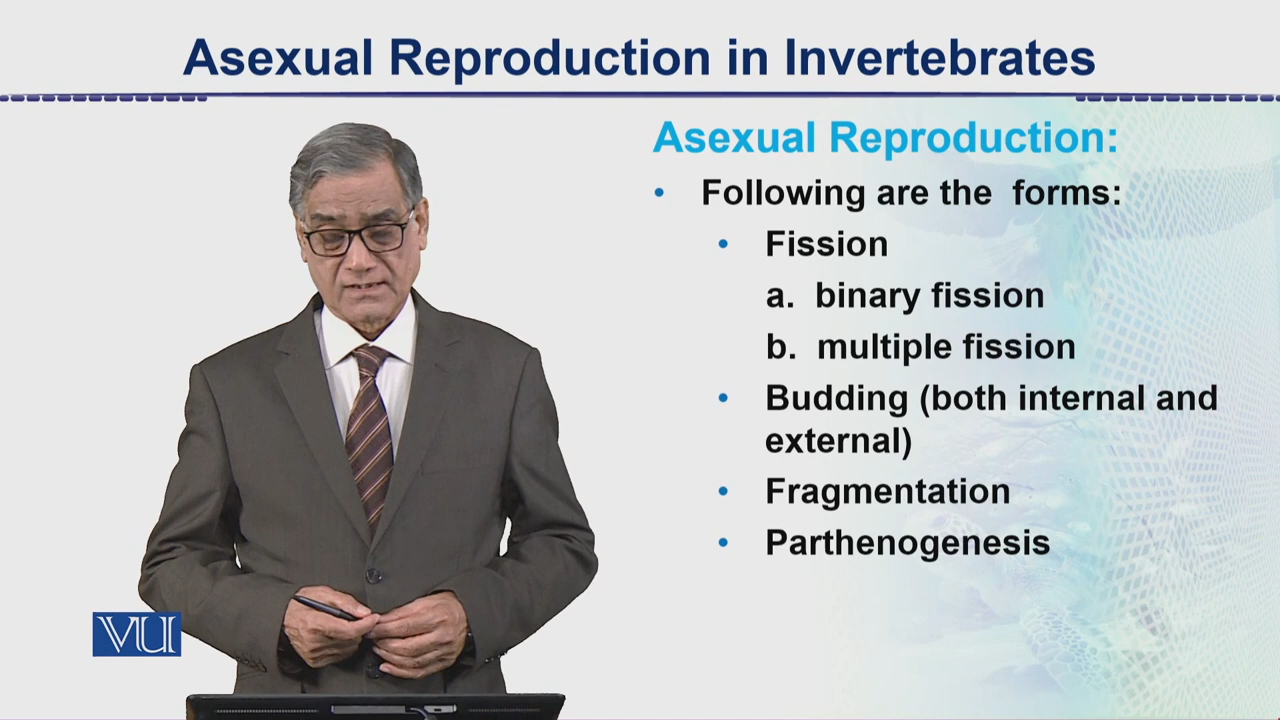 Asexual Reproduction in Invertebrates
Asexual Reproduction:
• Following are the forms:
• Fission
a. binary fission
b. multiple fission
• Budding (both internal and
external)
• Fragmentation
• Parthenogenesis
VU